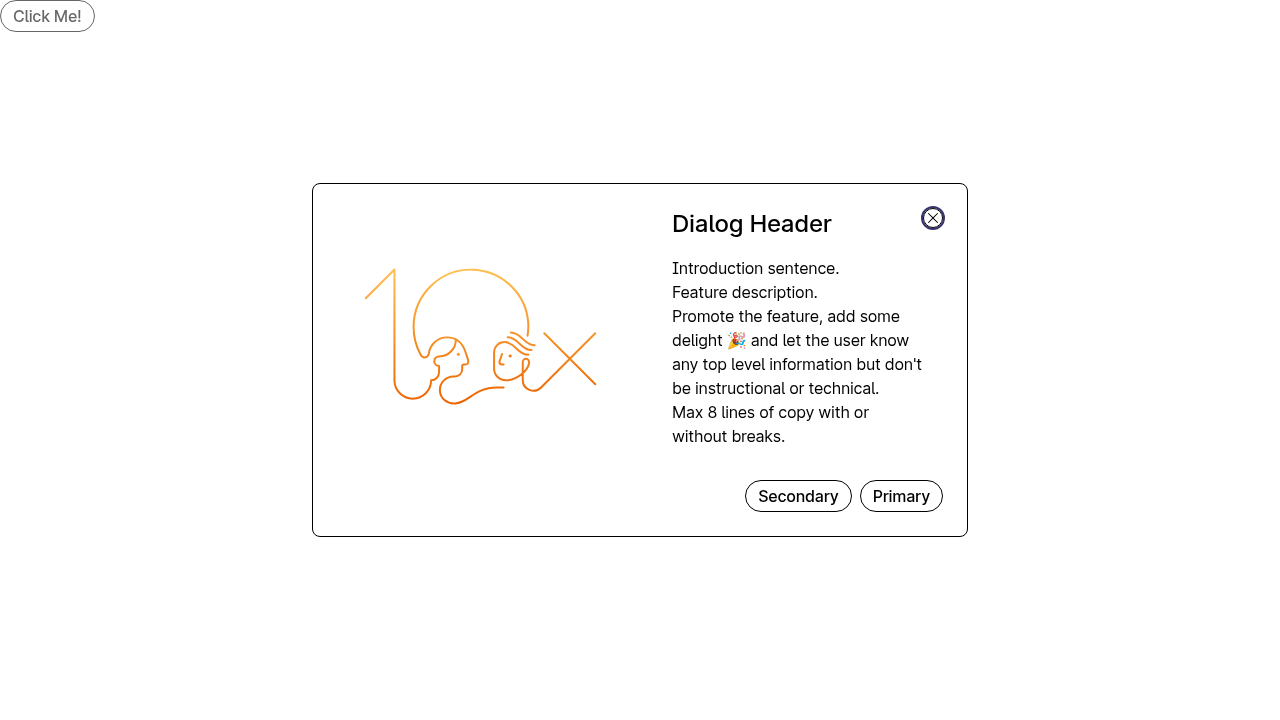 Click Me!
Dialog Header
Introduction sentence.
Feature description.
Promote the feature, add some
delight 🎉 and let the user know
any top level information but don't
be instructional or technical.
Max 8 lines of copy with or
without breaks.
10x
Secondary Primary